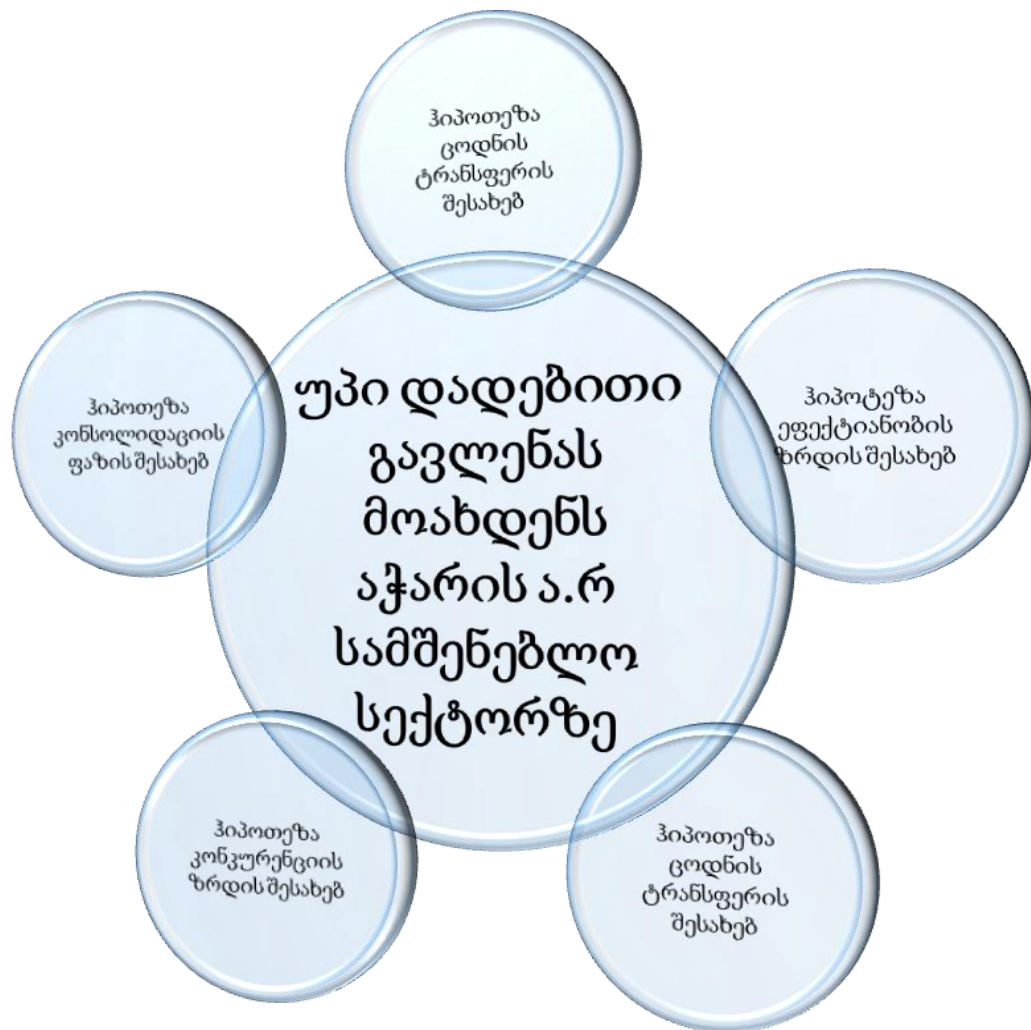 ჰიპოთეზა
ცოდნის
ტრანსფერის
შესახებ
უპი დადებითი
გავლენას
მოახდენს
აჭარის ა.რ
სამშენებლო
სექტორზე
ჰიპოტეზა
ეფექტიანობის
ზრდის შესახებ
ჰიპოთეზა
ცოდნის
ტრანსფერის
შესახებ
ჰიპოთეზა
კონკურენციის
ზრდის შესახებ
ჰიპოთეზა
კონსოლიდაციის
ფაზის შესახებ